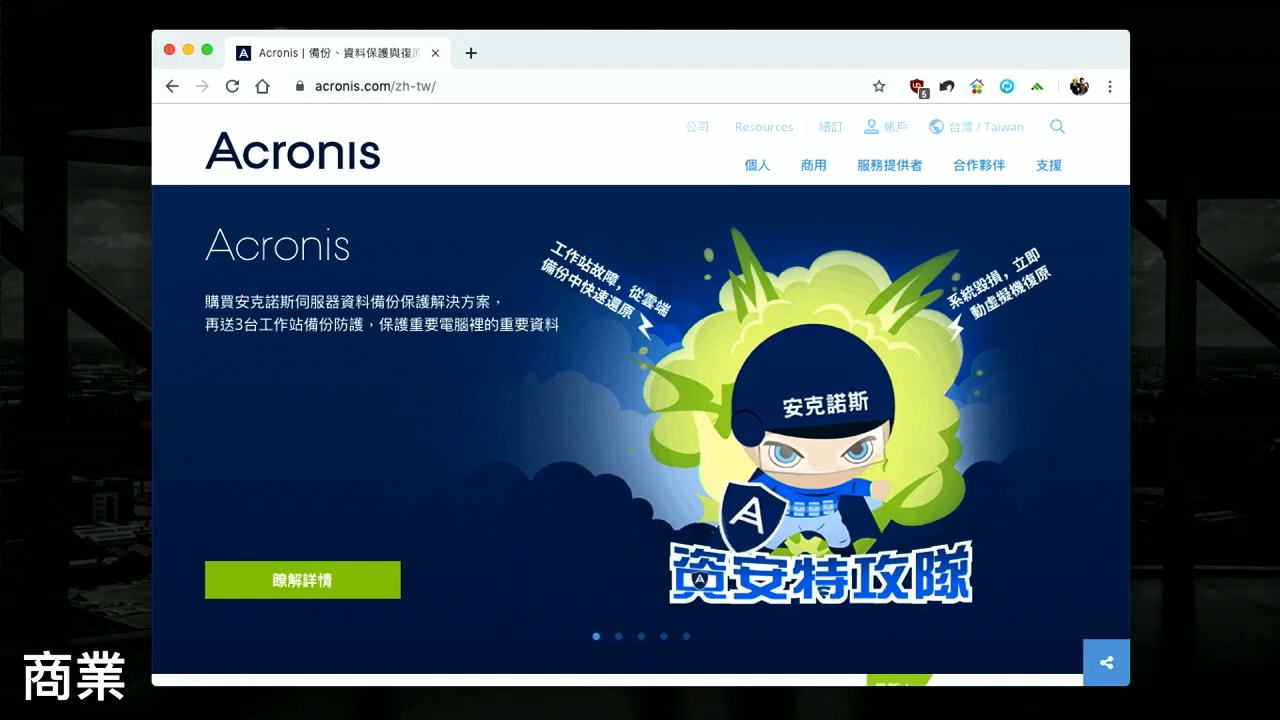 Acronis | 備份、資料保護與復原
acronis.com/zh-tw/
5
公司 Resources 續訂 帳戶 台灣 / Taiwan
Acronis
個人 商用 服務提供者 合作夥伴 支援
Acronis
購買安克諾斯伺服器資料備份保護解決方案，
再送3台工作站備份防護，保護重要電腦裡的重要資料
工作站故障，從雲端
備份中快速還原
系統毀損，立即
動虛擬機復原
安克諾斯
資安特攻隊
瞭解詳情
商業